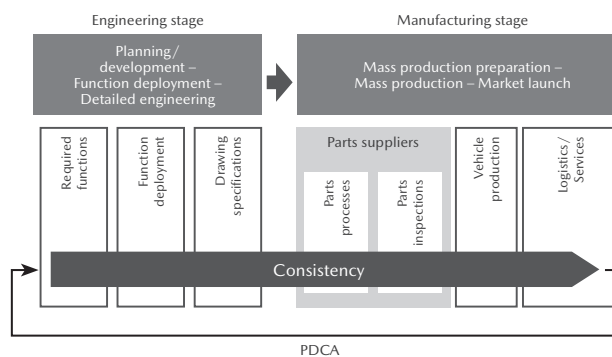 Engineering stage
Manufacturing stage
Planning/
development –
Function deployment –
Detailed engineering
Mass production preparation –
Mass production – Market launch
Required
functions
Function
deployment
Drawing
specifications
Parts suppliers
Parts
processes
Parts
inspections
Vehicle
production
Logistics/
Services
Consistency
PDCA